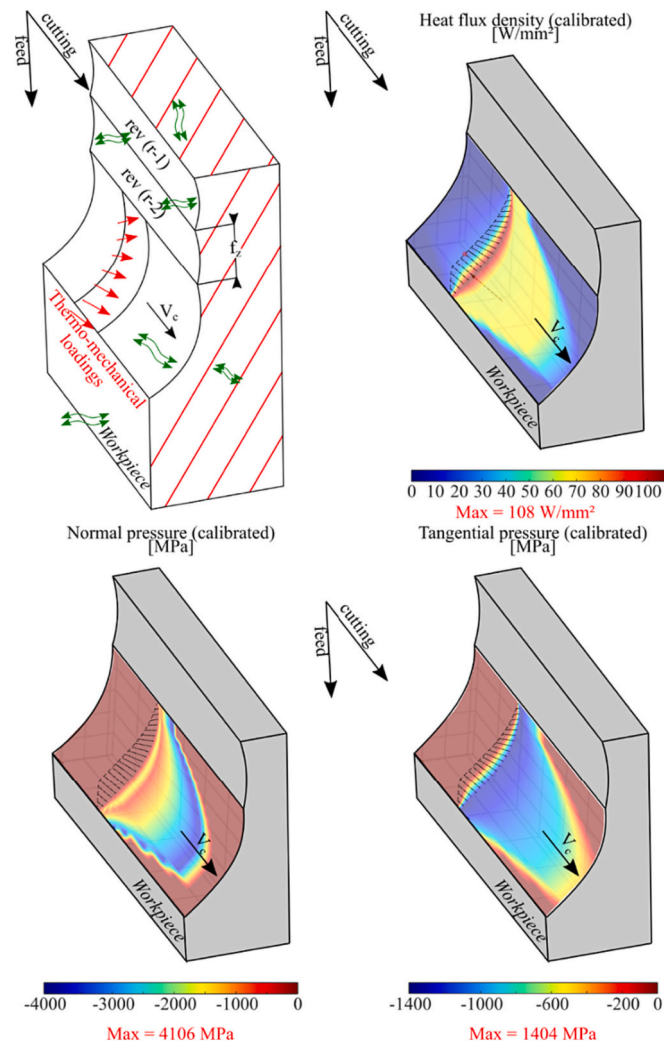 cutting
feed
rev (r-1)
rev (r-2)
f_z
V_c
Thermo-mechanical
loadings
Workpiece
Heat flux density (calibrated)
[W/mm²]
cutting
feed
V_c
Workpiece
0 10 20 30 40 50 60 70 80 90 100
Max = 108 W/mm²
Normal pressure (calibrated)
[MPa]
V_c
Workpiece
-4000 -3000 -2000 -1000 0
Max = 4106 MPa
Tangential pressure (calibrated)
[MPa]
cutting
feed
V_c
Workpiece
-1400 -1000 -600 -200 0
Max = 1404 MPa